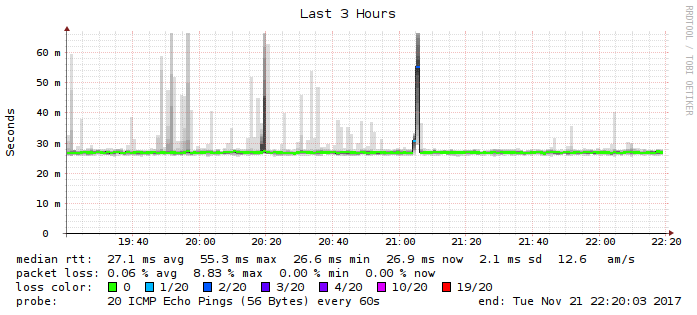 Last 3 Hours
RRDTOOL / TOBI OETIKER
Seconds
60 m
50 m
40 m
30 m
20 m
10 m
0
19:40 20:00 20:20 20:40 21:00 21:20 21:40 22:00 22:20
median rtt: 27.1 ms avg 55.3 ms max 26.6 ms min 26.9 ms now 2.1 ms sd 12.6 am/s
packet loss: 0.06 % avg 8.83 % max 0.00 % min 0.00 % now
loss color: 0 1/20 2/20 3/20 4/20 10/20 19/20
probe: 20 ICMP Echo Pings (56 Bytes) every 60s end: Tue Nov 21 22:20:03 2017